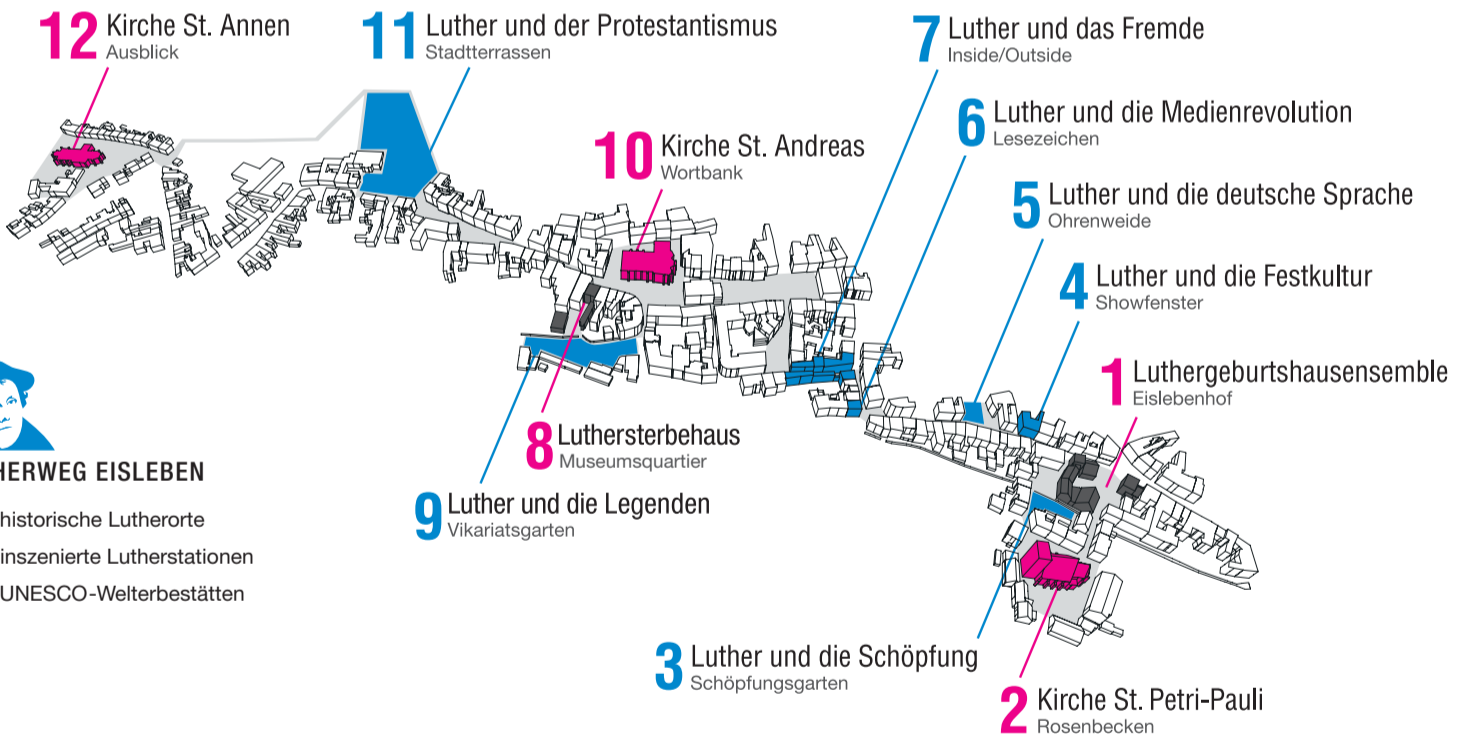 12 Kirche St. Annen
Ausblick
11 Luther und der Protestantismus
Stadtterrassen
7 Luther und das Fremde
Inside/Outside
6 Luther und die Medienrevolution
Lesezeichen
10 Kirche St. Andreas
Wortbank
5 Luther und die deutsche Sprache
Ohrenweide
4 Luther und die Festkultur
Showfenster
1 Luthergeburtshausensemble
Eislebenhof
8 Luthersterbehaus
Museumsquartier
9 Luther und die Legenden
Vikariatsgarten
HERWEG EISLEBEN
historische Lutherorte
inszenierte Lutherstationen
UNESCO-Welterbestätten
3 Luther und die Schöpfung
Schöpfungsgarten
2 Kirche St. Petri-Pauli
Rosenbecken